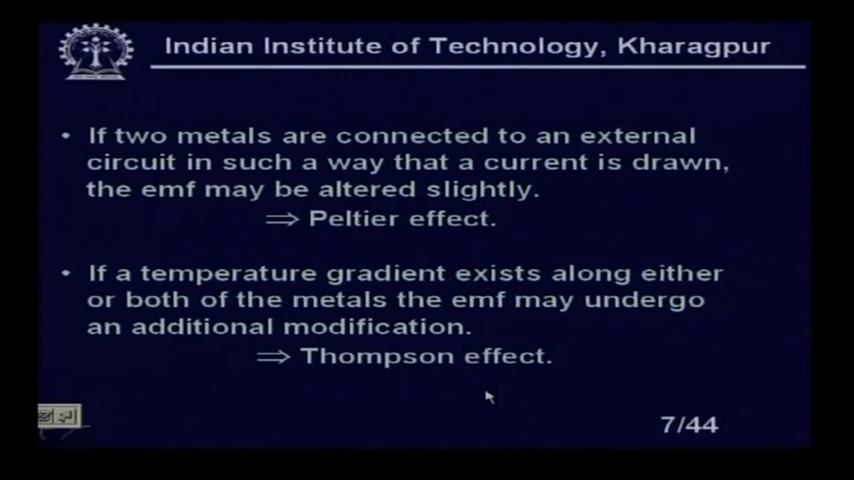 Indian Institute of Technology, Kharagpur
• If two metals are connected to an external
circuit in such a way that a current is drawn,
the emf may be altered slightly.
⇒ Peltier effect.
• If a temperature gradient exists along either
or both of the metals the emf may undergo
an additional modification.
⇒ Thompson effect.
7/44